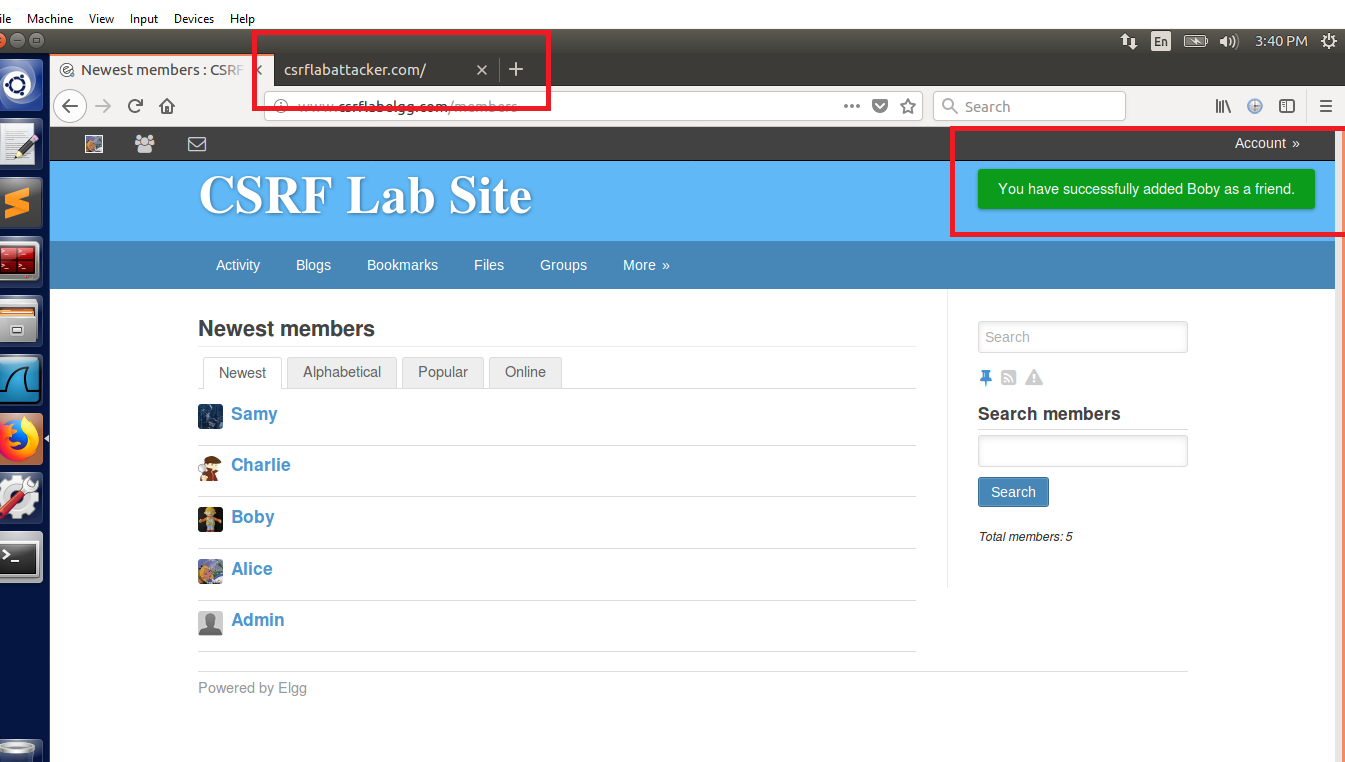 Machine View Input Devices Help
En 3:40 PM
Newest members : CSRF
csrflabattacker.com/
www.csrflabelgg.com/members
Search
Account »
CSRF Lab Site
You have successfully added Boby as a friend.
Activity Blogs Bookmarks Files Groups More »
Newest members
Newest Alphabetical Popular Online
Samy
Charlie
Boby
Alice
Admin
Search
Search members
Search
Total members: 5
Powered by Elgg